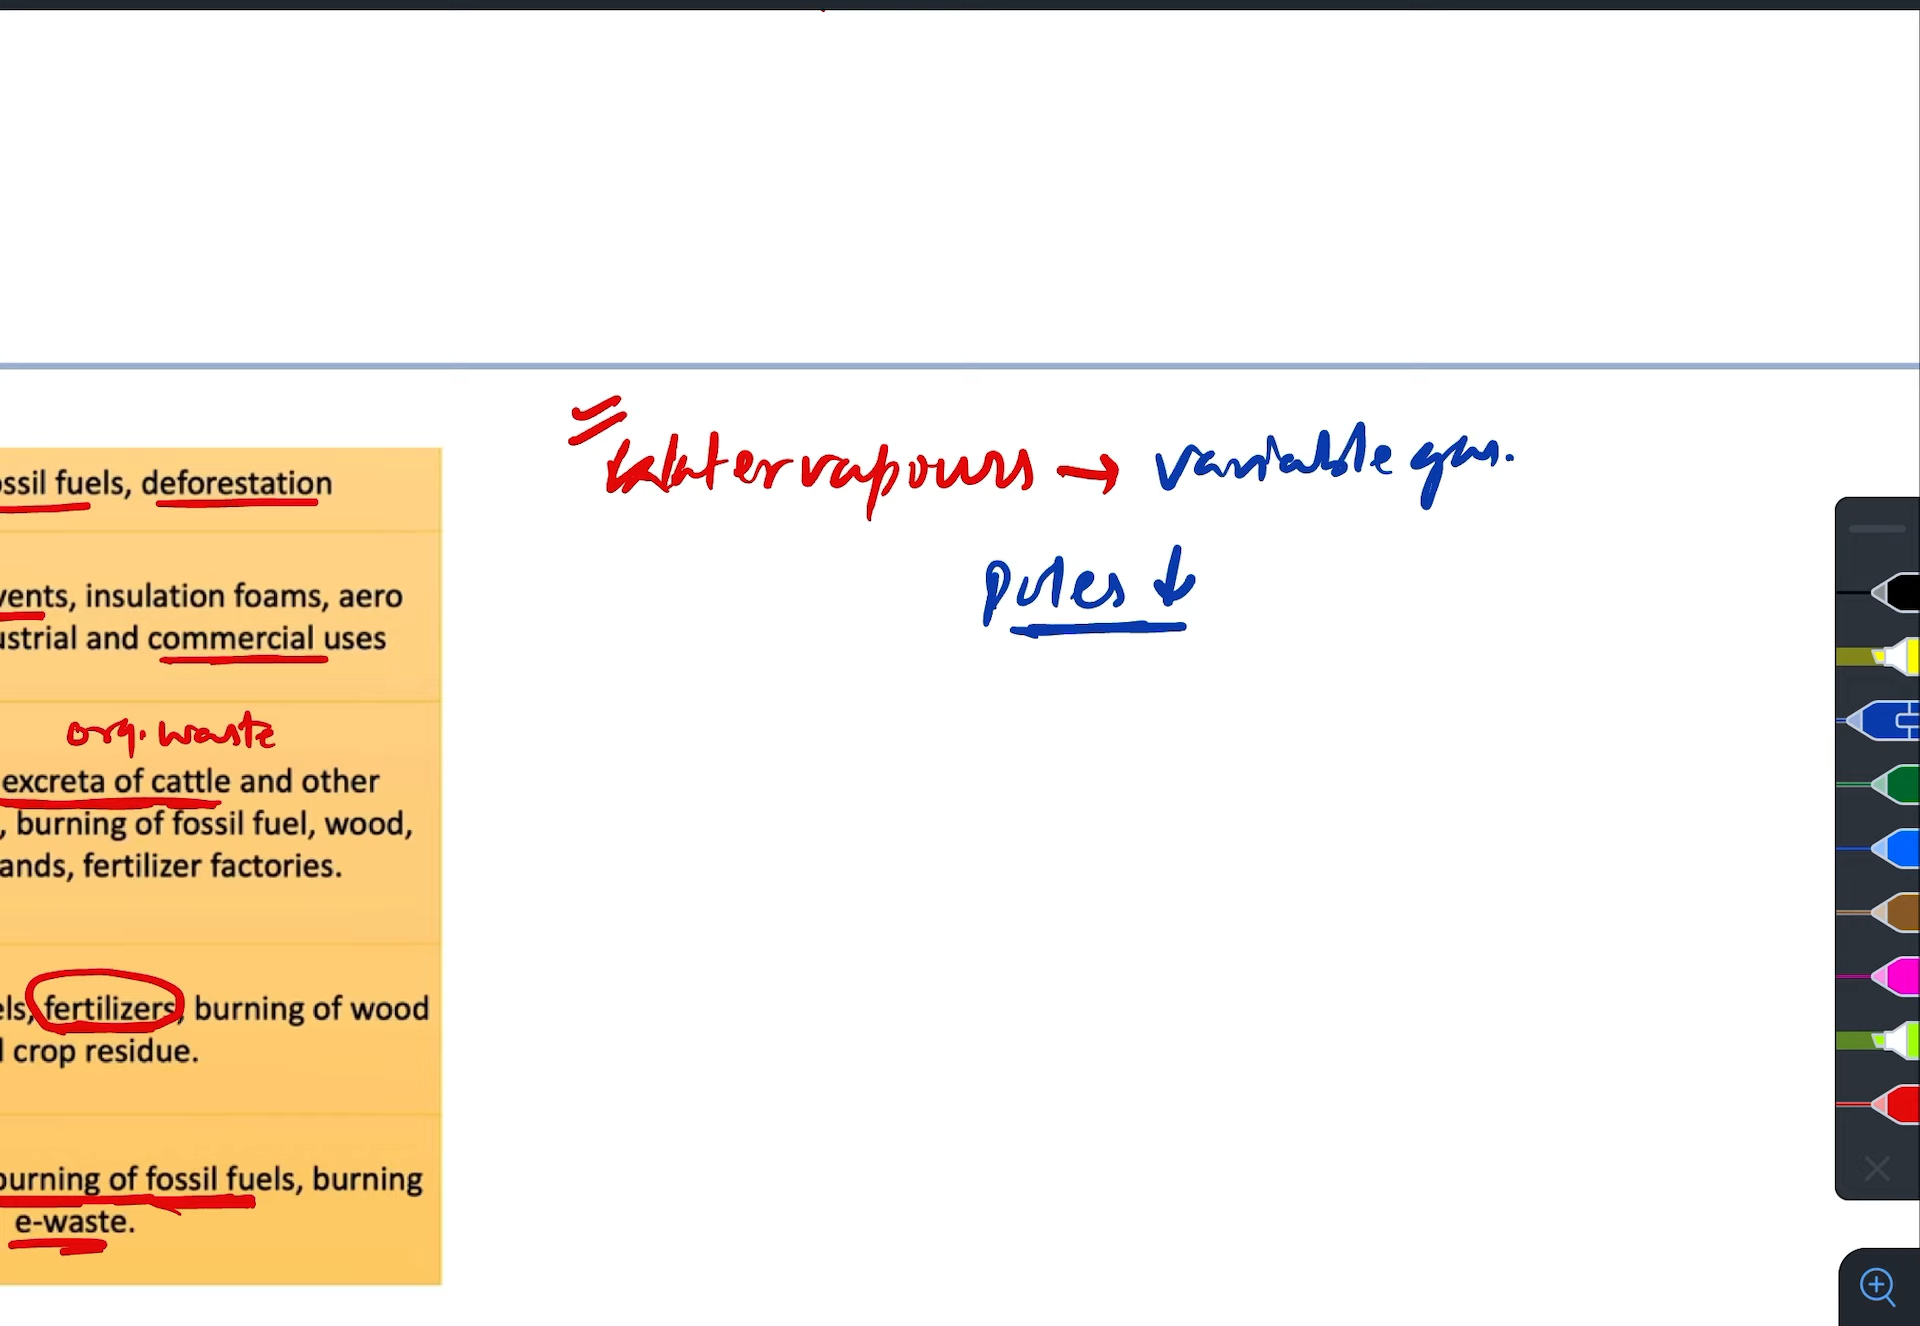 ossil fuels, deforestation
vents, insulation foams, aero
ustrial and commercial uses
org. waste
excreta of cattle and other
, burning of fossil fuel, wood,
ands, fertilizer factories.
els, fertilizers, burning of wood
crop residue.
burning of fossil fuels, burning
e-waste.
Water vapours → variable gas.
poles ↓